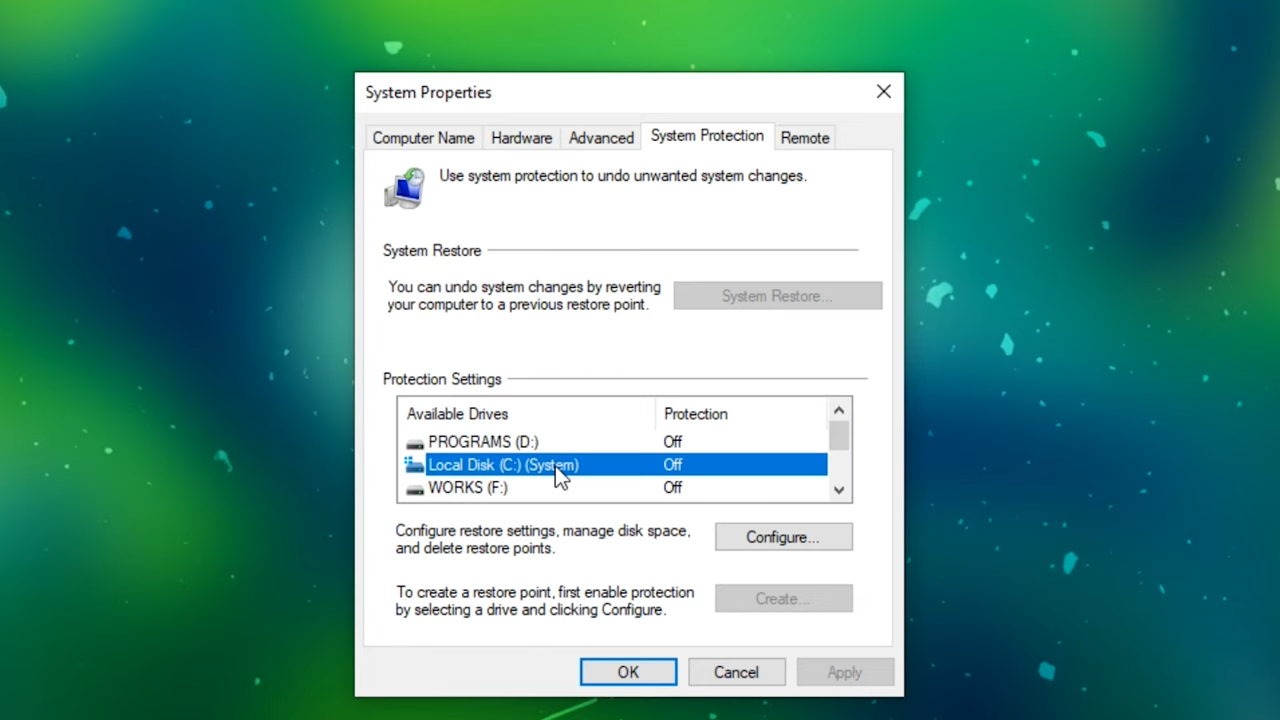 System Properties
Computer Name
Hardware
Advanced
System Protection
Remote
Use system protection to undo unwanted system changes.
System Restore
You can undo system changes by reverting
your computer to a previous restore point.
System Restore...
Protection Settings
Available Drives
Protection
PROGRAMS (D:)
Off
Local Disk (C:) (System)
Off
WORKS (F:)
Off
Configure restore settings, manage disk space,
and delete restore points.
Configure...
To create a restore point, first enable protection
by selecting a drive and clicking Configure.
Create...
OK
Cancel
Apply